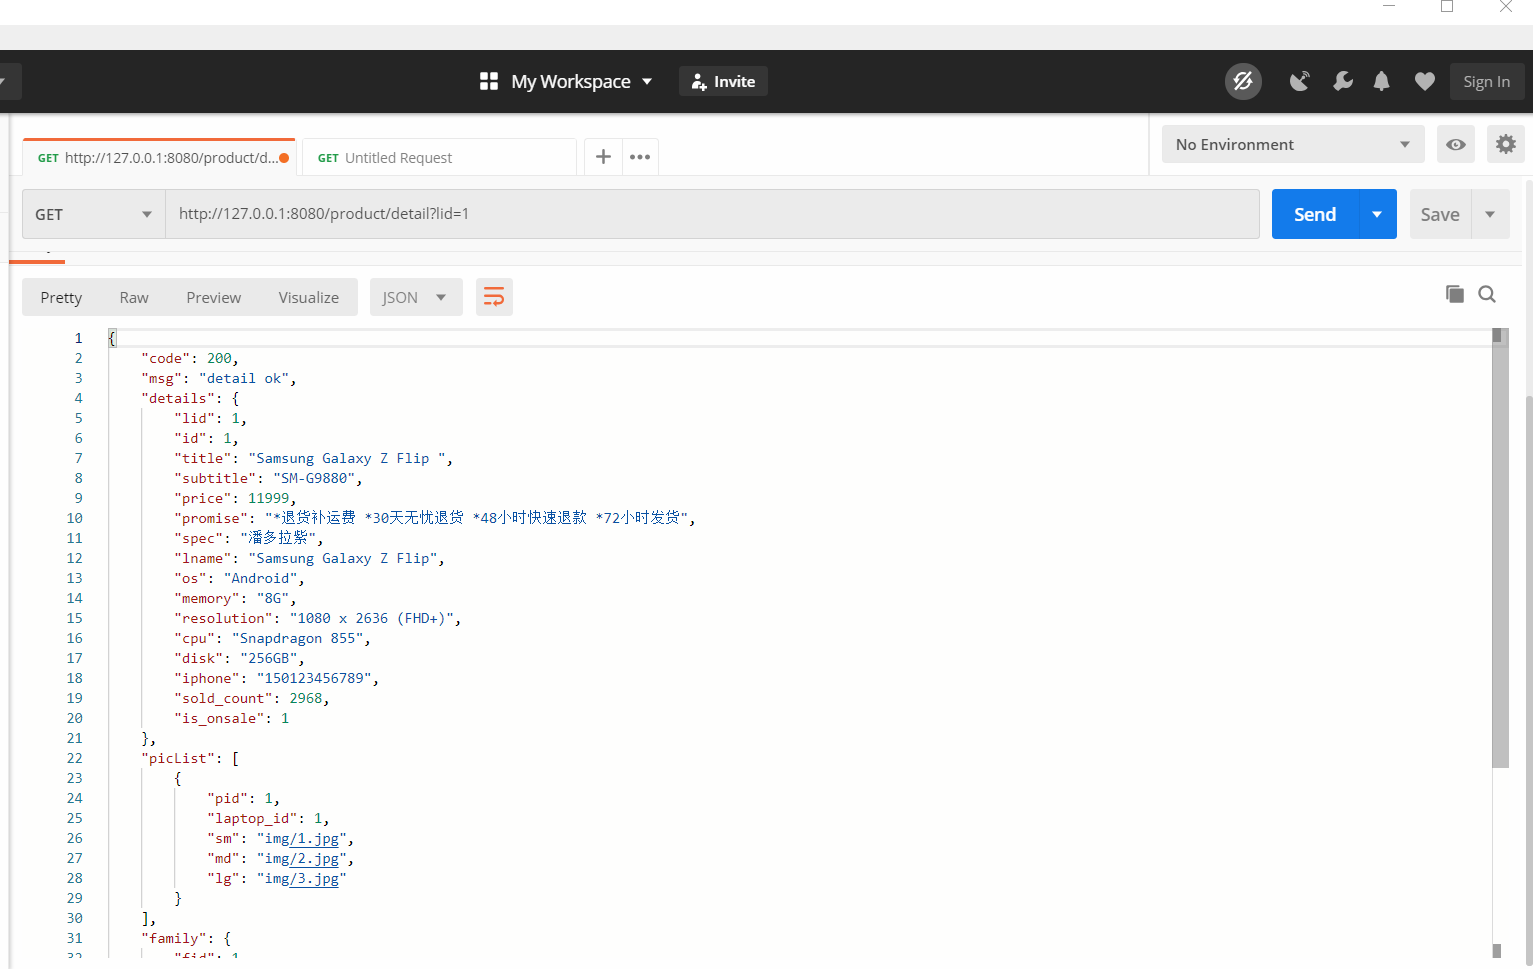 My Workspace Invite Sign In
GET http://127.0.0.1:8080/product/d... GET Untitled Request No Environment
GET http://127.0.0.1:8080/product/detail?lid=1 Send Save
Pretty Raw Preview Visualize JSON
1 {
2 "code": 200,
3 "msg": "detail ok",
4 "details": {
5 "lid": 1,
6 "id": 1,
7 "title": "Samsung Galaxy Z Flip ",
8 "subtitle": "SM-G9880",
9 "price": 11999,
10 "promise": "*退货补运费 *30天无忧退货 *48小时快速退款 *72小时发货",
11 "spec": "潘多拉紫",
12 "lname": "Samsung Galaxy Z Flip",
13 "os": "Android",
14 "memory": "8G",
15 "resolution": "1080 x 2636 (FHD+)",
16 "cpu": "Snapdragon 855",
17 "disk": "256GB",
18 "iphone": "150123456789",
19 "sold_count": 2968,
20 "is_onsale": 1
21 },
22 "picList": [
23 {
24 "pid": 1,
25 "laptop_id": 1,
26 "sm": "img/1.jpg",
27 "md": "img/2.jpg",
28 "lg": "img/3.jpg"
29 }
30 ],
31 "family": {
32 "fid": 1